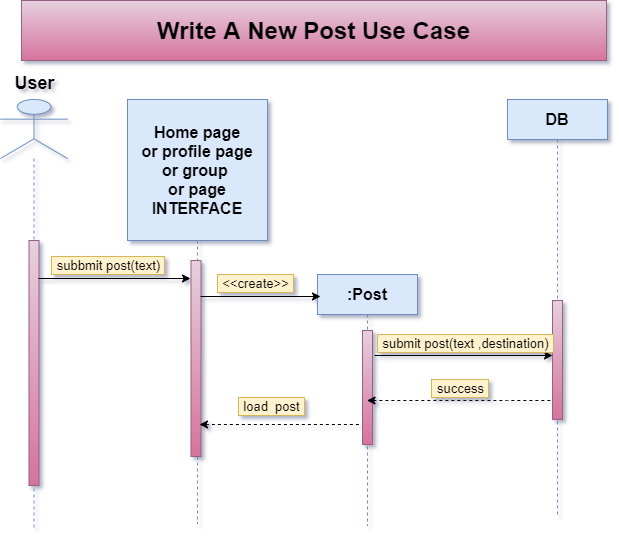 Write A New Post Use Case
User
Home page
or profile page
or group
or page
INTERFACE
DB
subbmit post(text)
<<create>>
:Post
submit post(text ,destination)
success
load  post